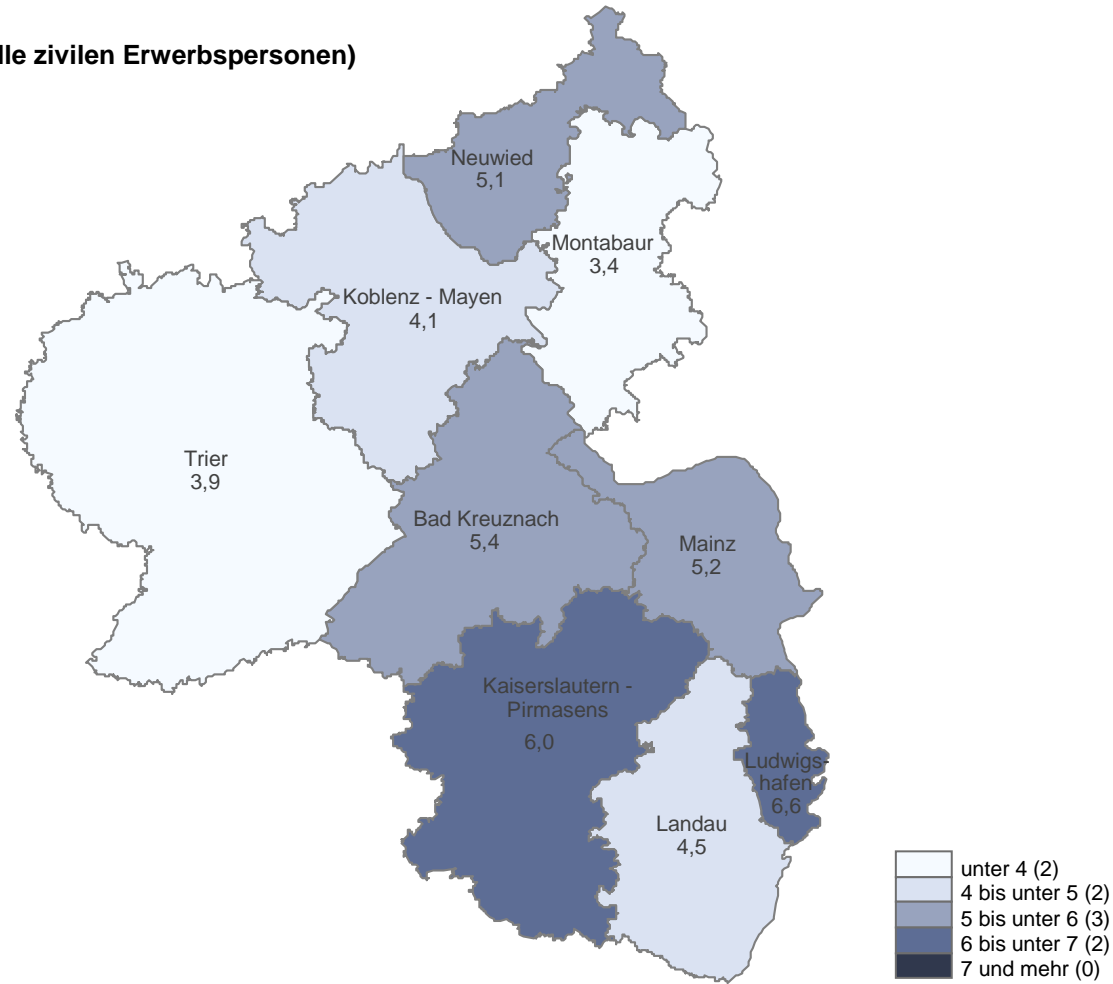 lle zivilen Erwerbspersonen)
Neuwied
5,1
Montabaur
3,4
Koblenz - Mayen
4,1
Trier
3,9
Bad Kreuznach
5,4
Mainz
5,2
Kaiserslautern -
Pirmasens
6,0
Ludwigs-
hafen
6,6
Landau
4,5
unter 4 (2)
4 bis unter 5 (2)
5 bis unter 6 (3)
6 bis unter 7 (2)
7 und mehr (0)